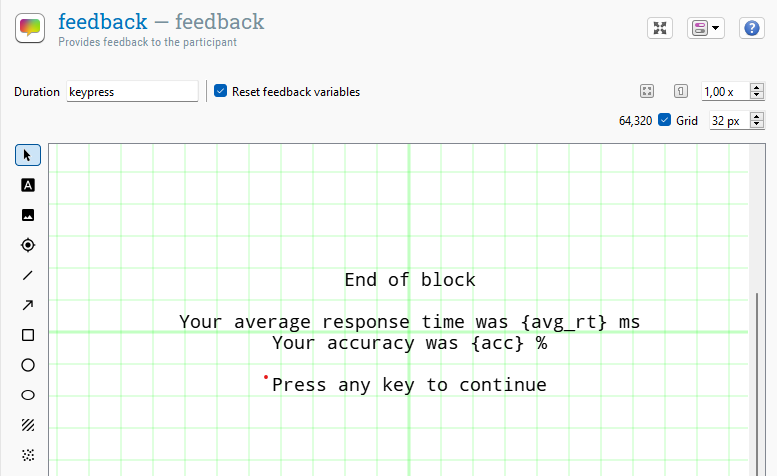 feedback — feedback
Provides feedback to the participant
Duration keypress Reset feedback variables 1,00 x
64,320 Grid 32 px
End of block
Your average response time was {avg_rt} ms
Your accuracy was {acc} %
Press any key to continue